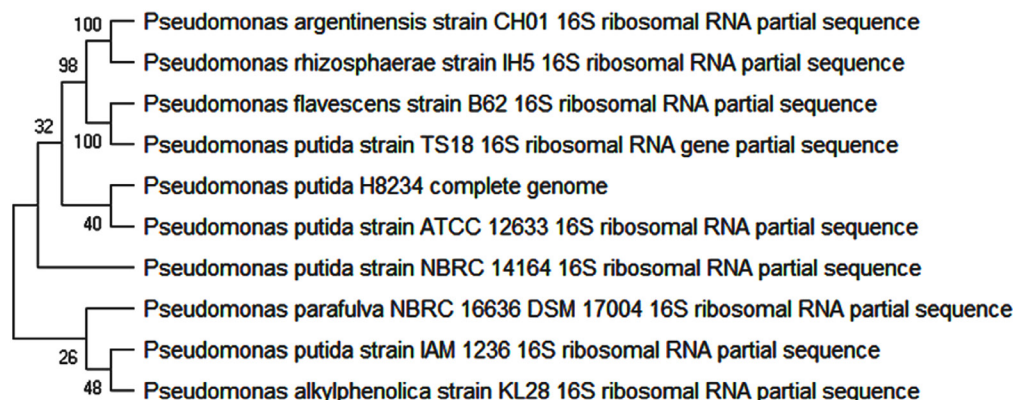 100
Pseudomonas argentinensis strain CH01 16S ribosomal RNA partial sequence
98
Pseudomonas rhizosphaerae strain IH5 16S ribosomal RNA partial sequence
Pseudomonas flavescens strain B62 16S ribosomal RNA partial sequence
32
100
Pseudomonas putida strain TS18 16S ribosomal RNA gene partial sequence
Pseudomonas putida H8234 complete genome
40
Pseudomonas putida strain ATCC 12633 16S ribosomal RNA partial sequence
Pseudomonas putida strain NBRC 14164 16S ribosomal RNA partial sequence
Pseudomonas parafulva NBRC 16636 DSM 17004 16S ribosomal RNA partial sequence
26
Pseudomonas putida strain IAM 1236 16S ribosomal RNA partial sequence
48
Pseudomonas alkylphenolica strain KL28 16S ribosomal RNA partial sequence